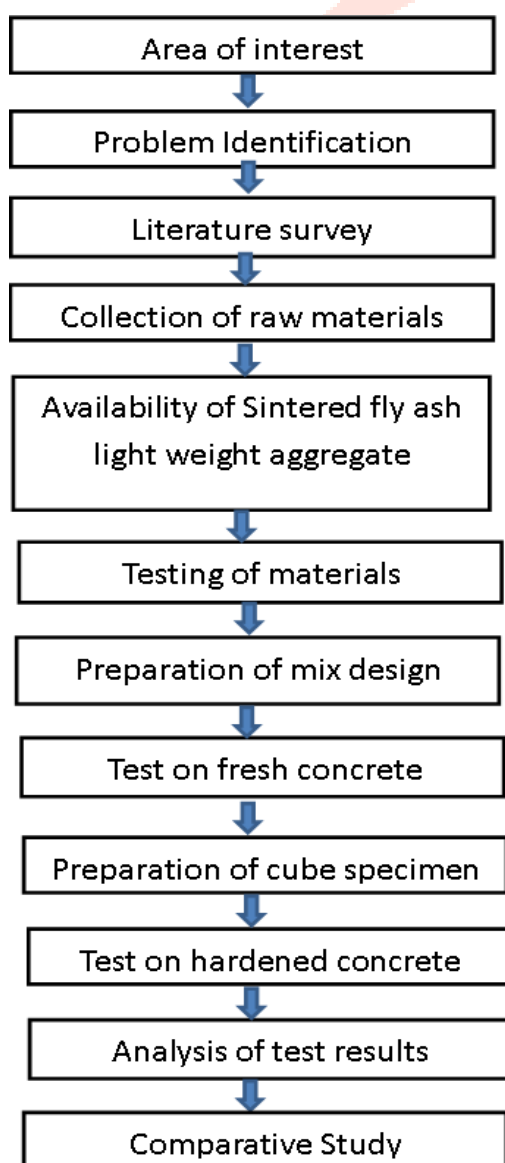 Area of interest
Problem Identification
Literature survey
Collection of raw materials
Availability of Sintered fly ash
light weight aggregate
Testing of materials
Preparation of mix design
Test on fresh concrete
Preparation of cube specimen
Test on hardened concrete
Analysis of test results
Comparative Study